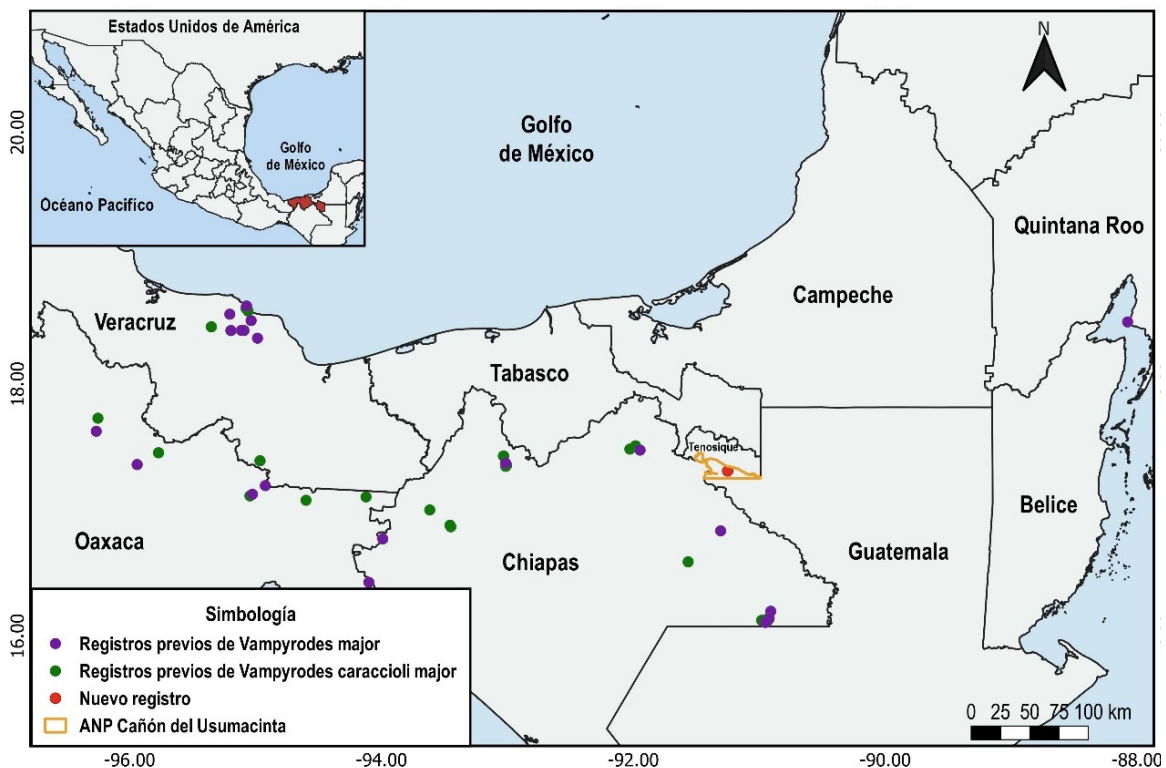 Estados Unidos de América
Golfo
de México
Océano Pacifíco
N
Golfo
de México
Quintana Roo
Campeche
Veracruz
Tabasco
Tenosique
Belice
Oaxaca
Chiapas
Guatemala
20.00
18.00
16.00
Simbología
Registros previos de Vampyrodes major
Registros previos de Vampyrodes caraccioli major
Nuevo registro
ANP Cañón del Usumacinta
0 25 50 75 100 km
-96.00 -94.00 -92.00 -90.00 -88.00